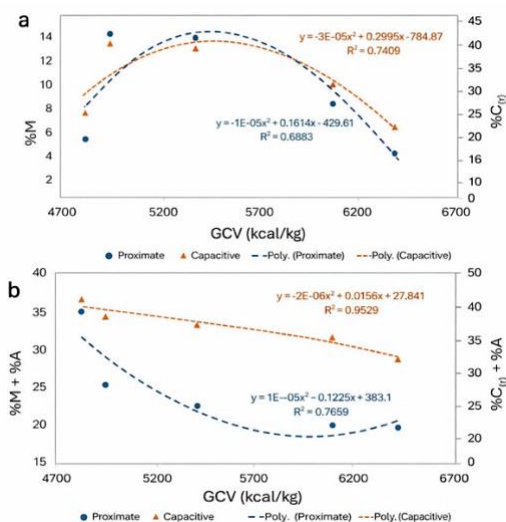 a
14
12
10
8
6
4
2
%M
45
40
35
30
25
20
16
10
0
%C(r)
y = -3E-05x² + 0.2995x - 784.87
R² = 0.7409
y = -1E-05x² + 0.1614x - 429.61
R² = 0.6883
4700 5200 5700 6200 6700
GCV (kcal/kg)
Proximate Capacitive Poly. (Proximate) Poly. (Capacitive)
b
40
35
30
25
20
15
%M + %A
50
40
35
25
20
0
%C(r) + %A
y = -2E-06x² + 0.0156x + 27.841
R² = 0.9529
y = 1E-05x² - 0.1225x + 383.1
R² = 0.7659
4700 5200 5700 6200 6700
GCV (kcal/kg)
Proximate Capacitive Poly. (Proximate) Poly. (Capacitive)